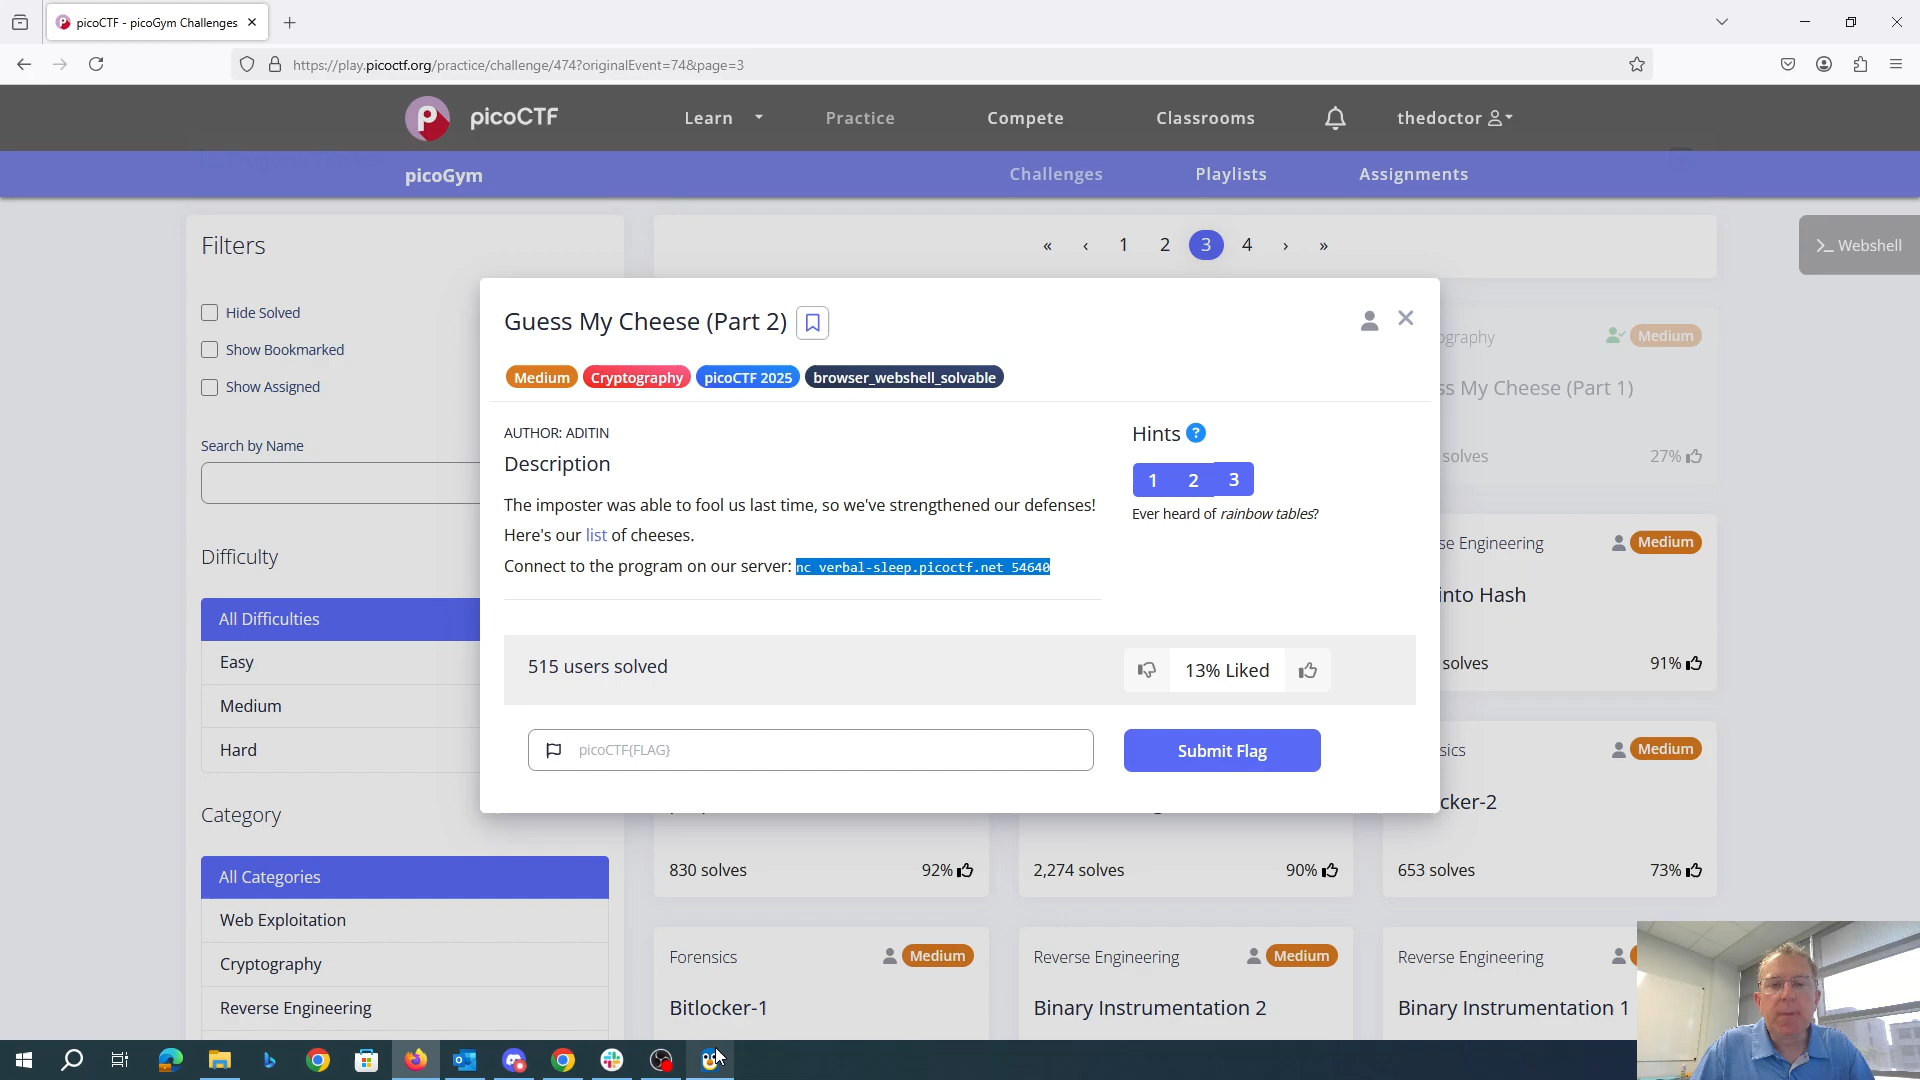 picoCTF - picoGym Challenges
https://play.picoctf.org/practice/challenge/474?originalEvent=74&page=3
picoCTF
Learn
Practice
Compete
Classrooms
thedoctor
picoGym
Challenges
Playlists
Assignments
Filters
« ‹ 1 2 3 4 › »
Webshell
Hide Solved
Show Bookmarked
Show Assigned
Search by Name
Difficulty
All Difficulties
Easy
Medium
Hard
Category
All Categories
Web Exploitation
Cryptography
Reverse Engineering
Guess My Cheese (Part 2)
Medium Cryptography picoCTF 2025 browser_webshell_solvable
AUTHOR: ADITIN
Description
The imposter was able to fool us last time, so we've strengthened our defenses!
Here's our list of cheeses.
Connect to the program on our server: nc verbal-sleep.picoctf.net 54640
Hints ?
1 2 3
Ever heard of rainbow tables?
515 users solved
13% Liked
picoCTF{FLAG}
Submit Flag
ography
Medium
ss My Cheese (Part 1)
solves
27%
se Engineering
Medium
into Hash
solves
91%
sics
Medium
cker-2
830 solves
92%
2,274 solves
90%
653 solves
73%
Forensics
Medium
Bitlocker-1
Reverse Engineering
Medium
Binary Instrumentation 2
Reverse Engineering
Binary Instrumentation 1